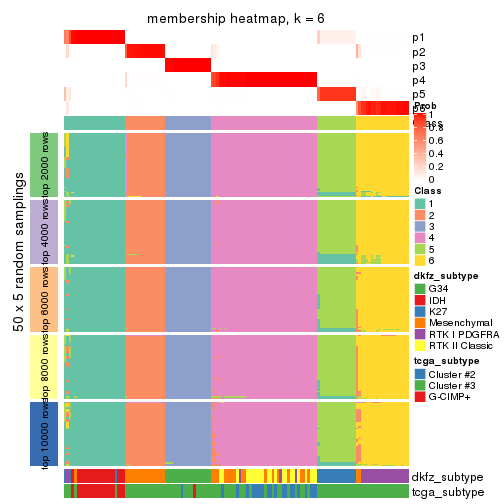 membership heatmap, k = 6
p1
p2
p3
p4
p5
p6
Prob
1
0.8
0.6
0.4
0.2
0
Class
Class
1
2
3
4
5
6
dkfz_subtype
G34
IDH
K27
Mesenchymal
RTK I PDGFRA
RTK II Classic
tcga_subtype
Cluster #2
Cluster #3
G-CIMP+
50 x 5 random samplings
top 2000 rows
top 4000 rows
top 6000 rows
top 8000 rows
top 10000 rows
dkfz_subtype
tcga_subtype